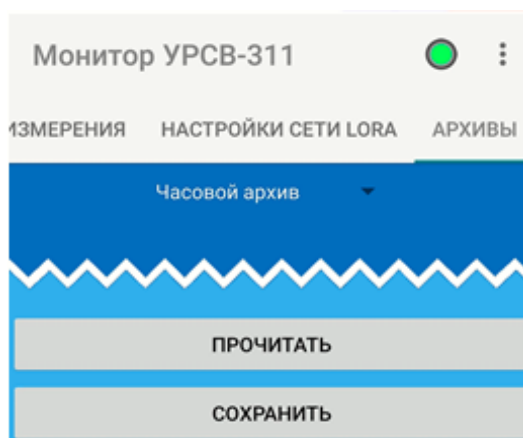 Монитор УРСВ-311
ИЗМЕРЕНИЯ НАСТРОЙКИ СЕТИ LORA АРХИВЫ
Часовой архив
ПРОЧИТАТЬ
СОХРАНИТЬ